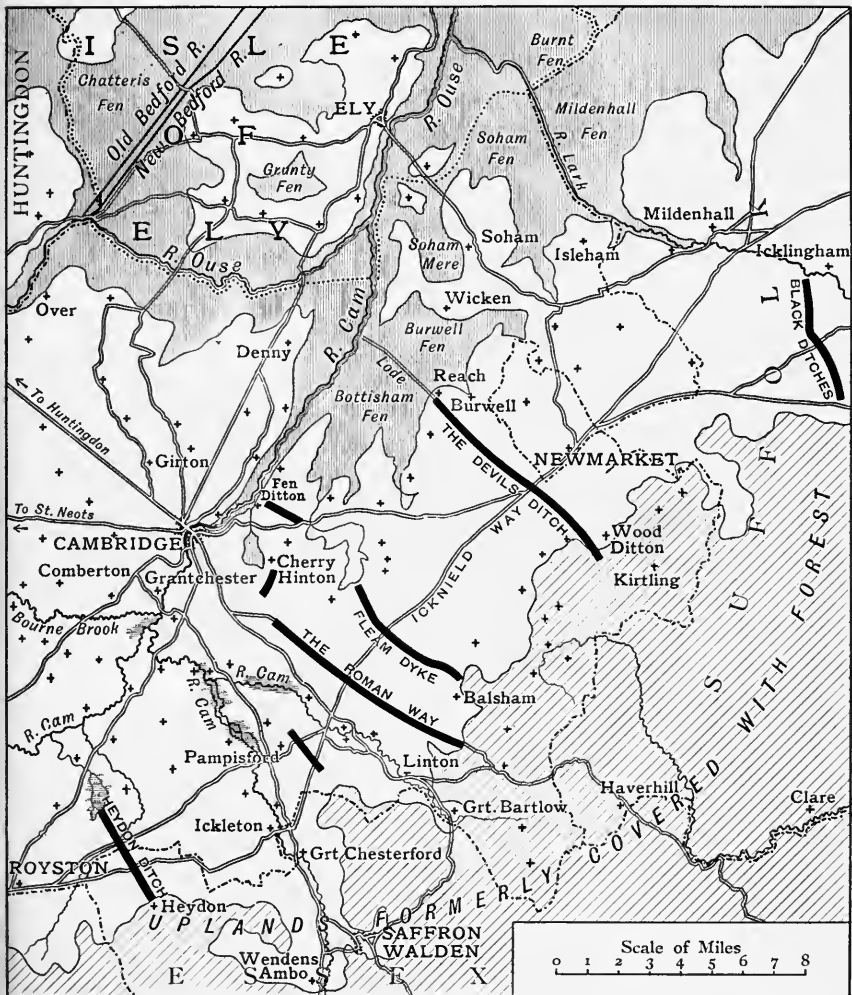 ISLE
OF
ELY
HUNTINGDON
Chatteris
Fen
Old Bedford R.
New Bedford R.
ELY
R. Ouse
Burnt
Fen
Mildenhall
Fen
Soham
Fen
R. Lark
Grunty
Fen
Mildenhall
Icklingham
Soham
Isleham
Soham
Mere
R. Ouse
Over
Wicken
BLACK DITCHES
Denny
R. Cam
Burwell
Fen
Lode
Reach
Burwell
Bottisham
Fen
← To Huntingdon
THE DEVILS DITCH
NEWMARKET
Girton
Fen
Ditton
To St. Neots
←
CAMBRIDGE
ICKNIELD WAY
Wood
Ditton
Kirtling
Comberton
Grantchester
Cherry
Hinton
Bourne Brook
FLEAM DYKE
THE ROMAN WAY
Balsham
R. Cam
R. Cam
R. Cam
Pampisford
Linton
Haverhill
Clare
Grt. Bartlow
HEYDON DITCH
Ickleton
Grt Chesterford
ROYSTON
Heydon
UPLANDS FORMERLY COVERED WITH FOREST
SAFFRON
WALDEN
Wendens
Ambo
ESSEX
SUFFOLK
Scale of Miles
0 1 2 3 4 5 6 7 8